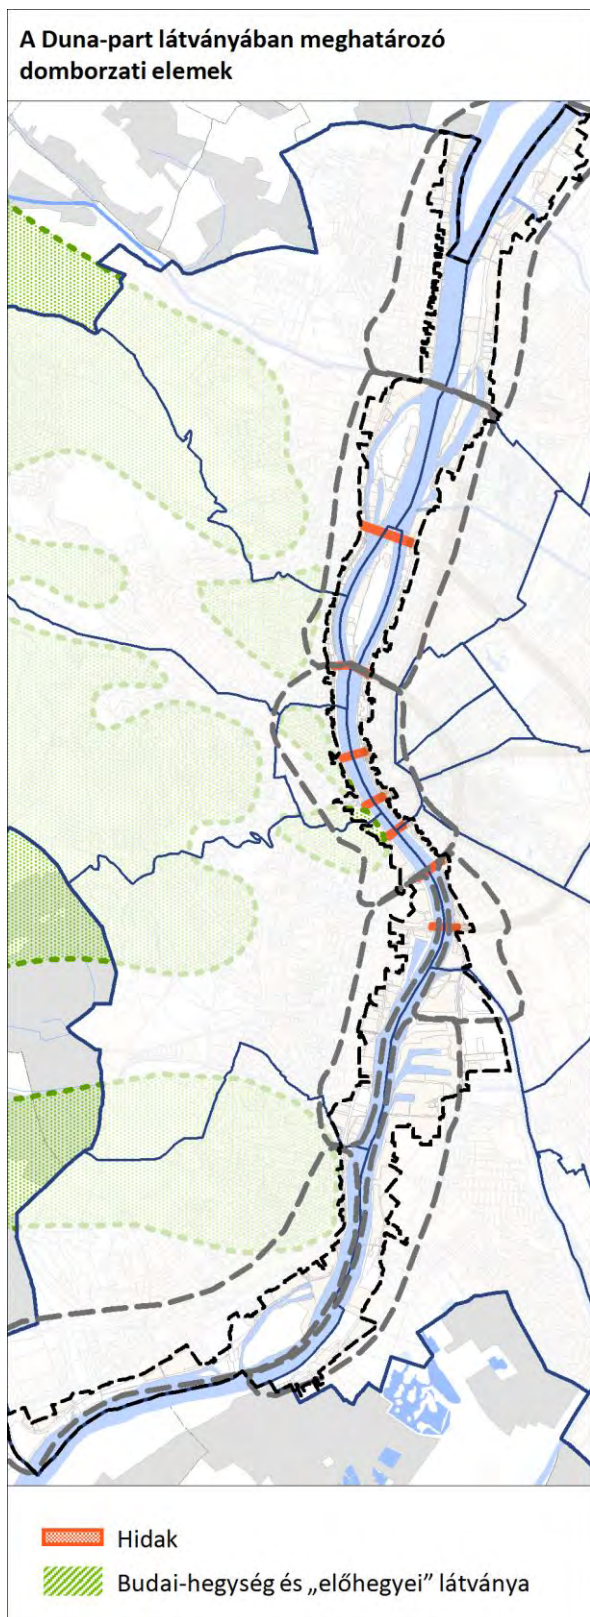 A Duna-part látványában meghatározó
domborzati elemek
Hidak
Budai-hegység és „előhegyei” látványa